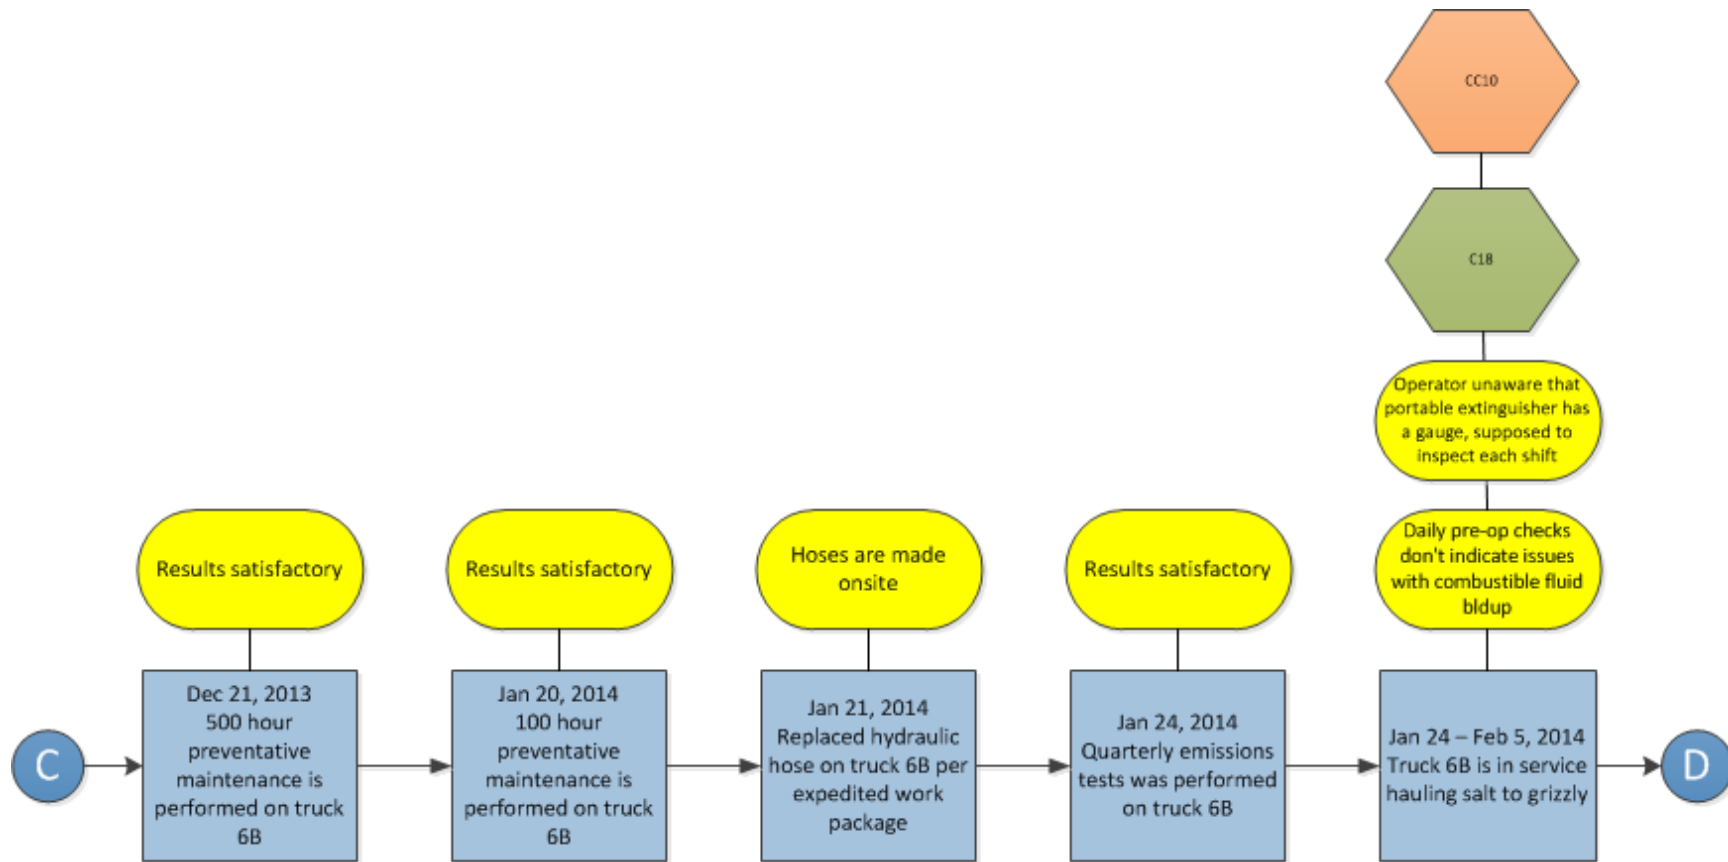 CC10
C18
Operator unaware that
portable extinguisher has
a gauge, supposed to
inspect each shift
Results satisfactory
Results satisfactory
Hoses are made
onsite
Results satisfactory
Daily pre-op checks
don't indicate issues
with combustible fluid
bldup
C
Dec 21, 2013
500 hour
preventative
maintenance is
performed on truck
6B
Jan 20, 2014
100 hour
preventative
maintenance is
performed on truck
6B
Jan 21, 2014
Replaced hydraulic
hose on truck 6B per
expedited work
package
Jan 24, 2014
Quarterly emissions
tests was performed
on truck 6B
Jan 24 – Feb 5, 2014
Truck 6B is in service
hauling salt to grizzly
D